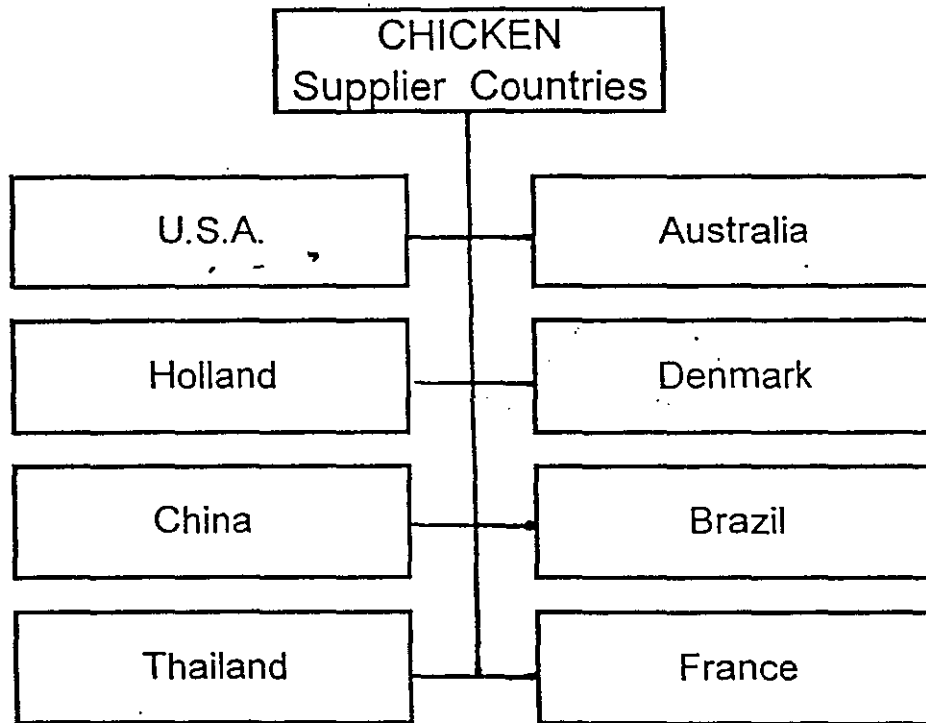 CHICKEN
Supplier Countries
U.S.A.
Australia
Holland
Denmark
China
Brazil
Thailand
France